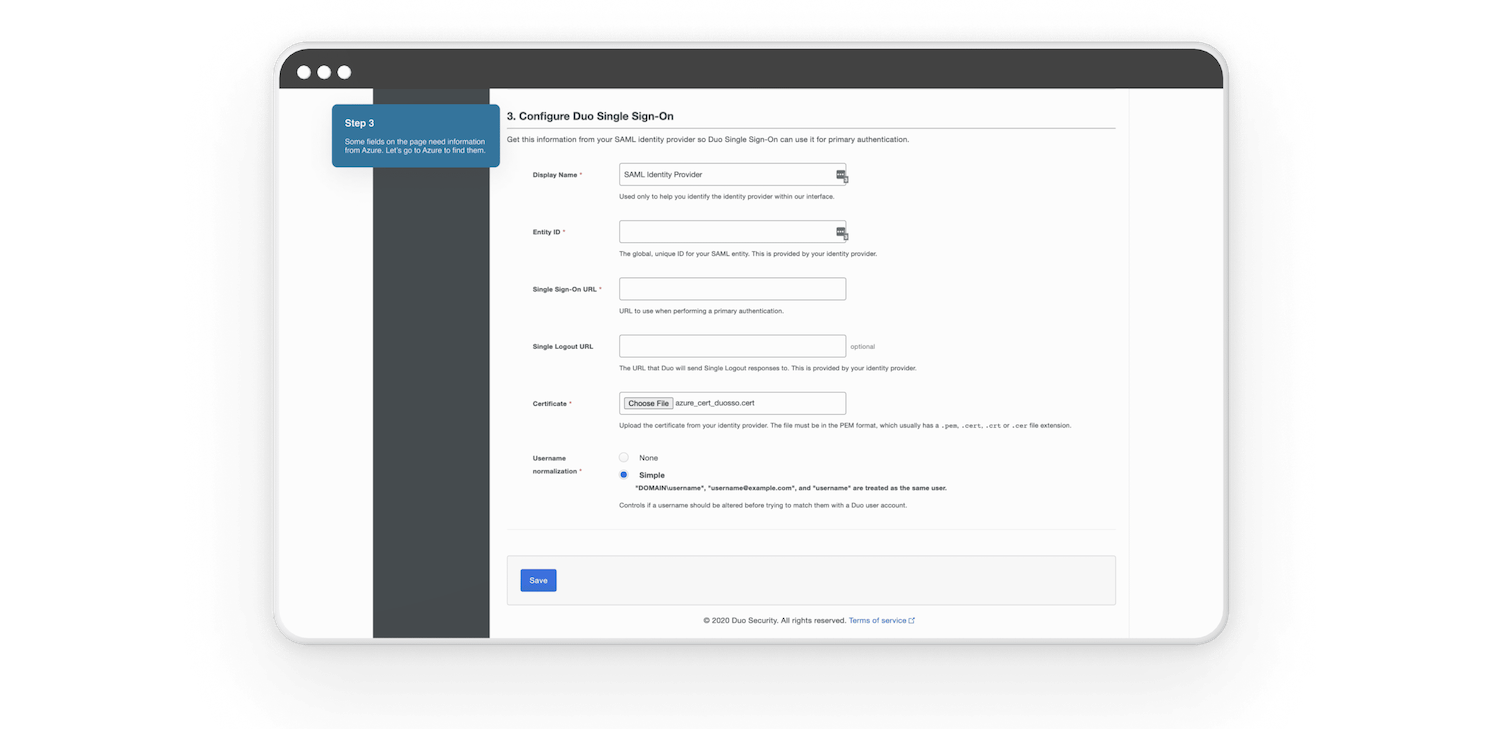 Step 3
Some fields on the page need information
from Azure. Let's go to Azure to find them.
3. Configure Duo Single Sign-On
Get this information from your SAML identity provider so Duo Single Sign-On can use it for primary authentication.
Display Name * SAML Identity Provider
Used only to help you identify the identity provider within our interface.
Entity ID *
The global, unique ID for your SAML entity. This is provided by your identity provider.
Single Sign-On URL *
URL to use when performing a primary authentication.
Single Logout URL optional
The URL that Duo will send Single Logout responses to. This is provided by your identity provider.
Certificate * Choose File azure_cert_duosso.cert
Upload the certificate from your identity provider. The file must be in the PEM format, which usually has a .pem, .cert, .crt or .cer file extension.
Username
normalization *
None
Simple
"DOMAIN\username", "username@example.com", and "username" are treated as the same user.
Controls if a username should be altered before trying to match them with a Duo user account.
Save
© 2020 Duo Security. All rights reserved. Terms of service